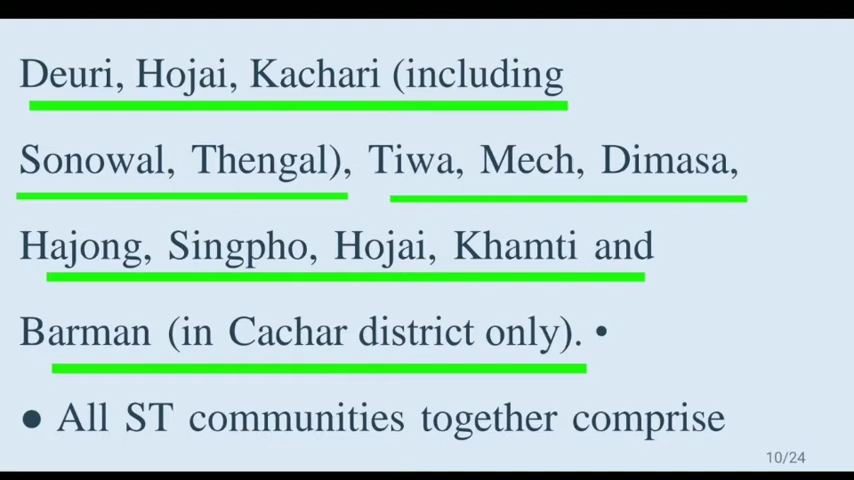 Deuri, Hojai, Kachari (including
Sonowal, Thengal), Tiwa, Mech, Dimasa,
Hajong, Singpho, Hojai, Khamti and
Barman (in Cachar district only). •
● All ST communities together comprise
10/24